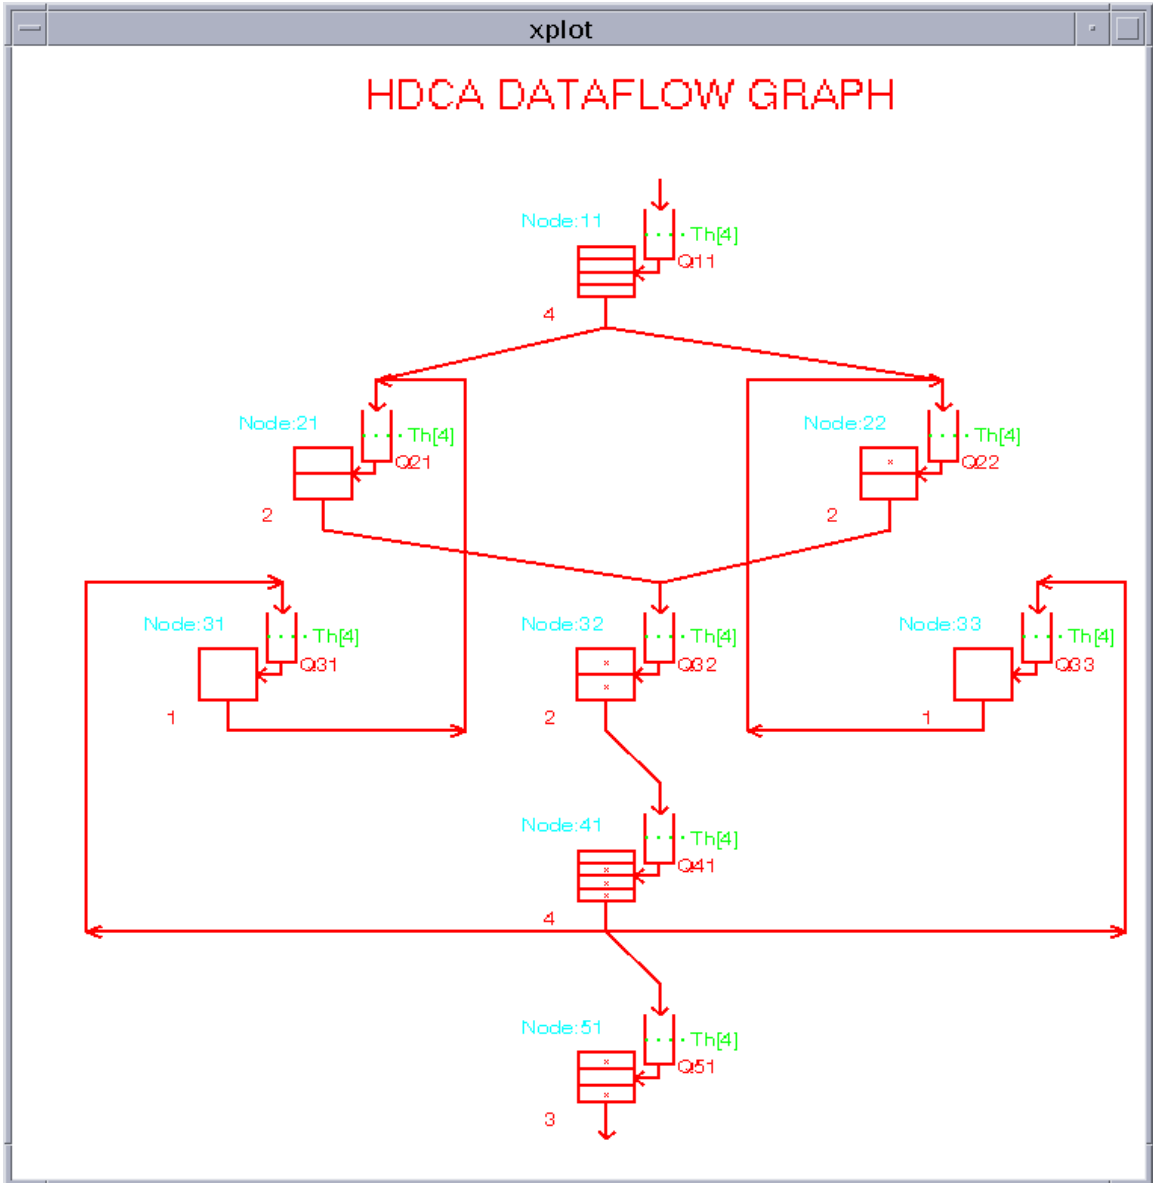 xplot
HDCA DATAFLOW GRAPH
Node:11
Th[4]
Q11
4
Node:21
Th[4]
Q21
2
Node:22
Th[4]
Q22
2
Node:31
Th[4]
Q31
1
Node:32
Th[4]
Q32
2
Node:33
Th[4]
Q33
1
Node:41
Th[4]
Q41
4
Node:51
Th[4]
Q51
3